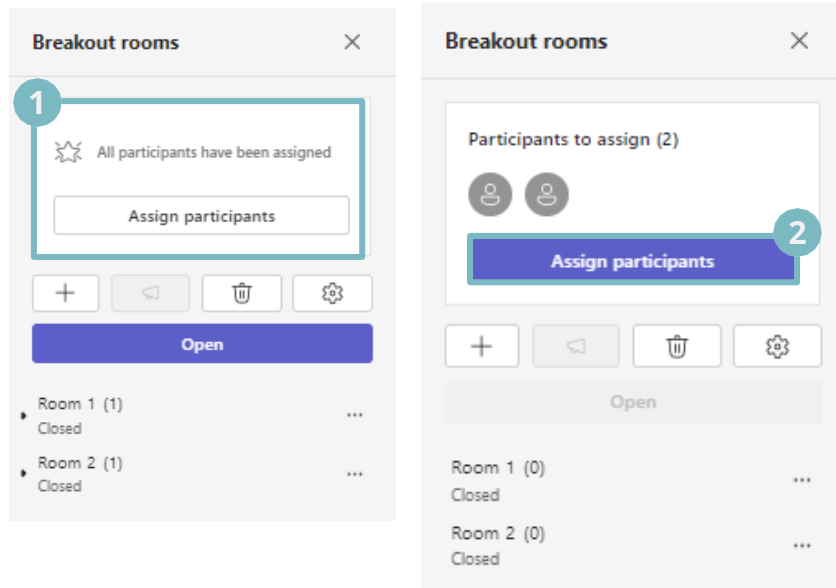 Breakout rooms
1
All participants have been assigned
Assign participants
Open
Room 1 (1)
Closed
Room 2 (1)
Closed
Breakout rooms
Participants to assign (2)
2
Assign participants
Open
Room 1 (0)
Closed
Room 2 (0)
Closed